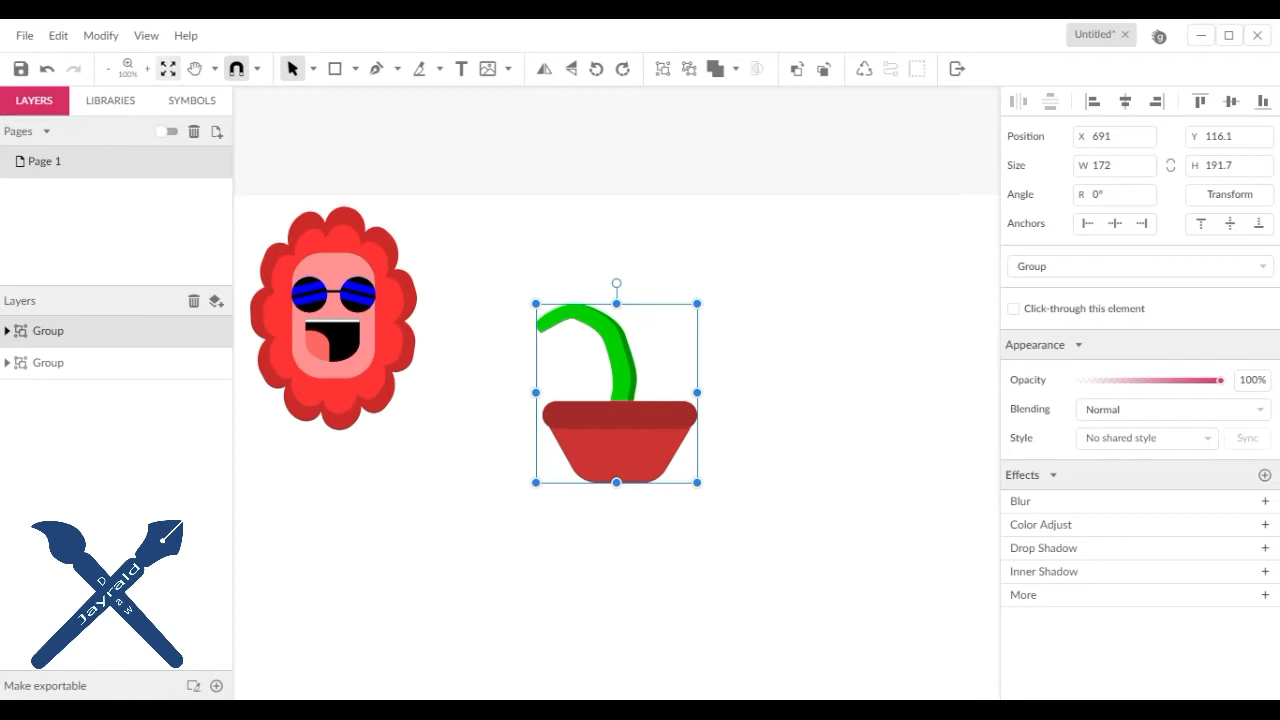 File Edit Modify View Help
Untitled*
- 100% +
T
LAYERS LIBRARIES SYMBOLS
Pages
Page 1
Layers
Group
Group
Jayrald
Daw
Make exportable
Position X 691 Y 116.1
Size W 172 H 191.7
Angle R 0° Transform
Anchors
Group
Click-through this element
Appearance
Opacity 100%
Blending Normal
Style No shared style Sync
Effects
Blur +
Color Adjust +
Drop Shadow +
Inner Shadow +
More +